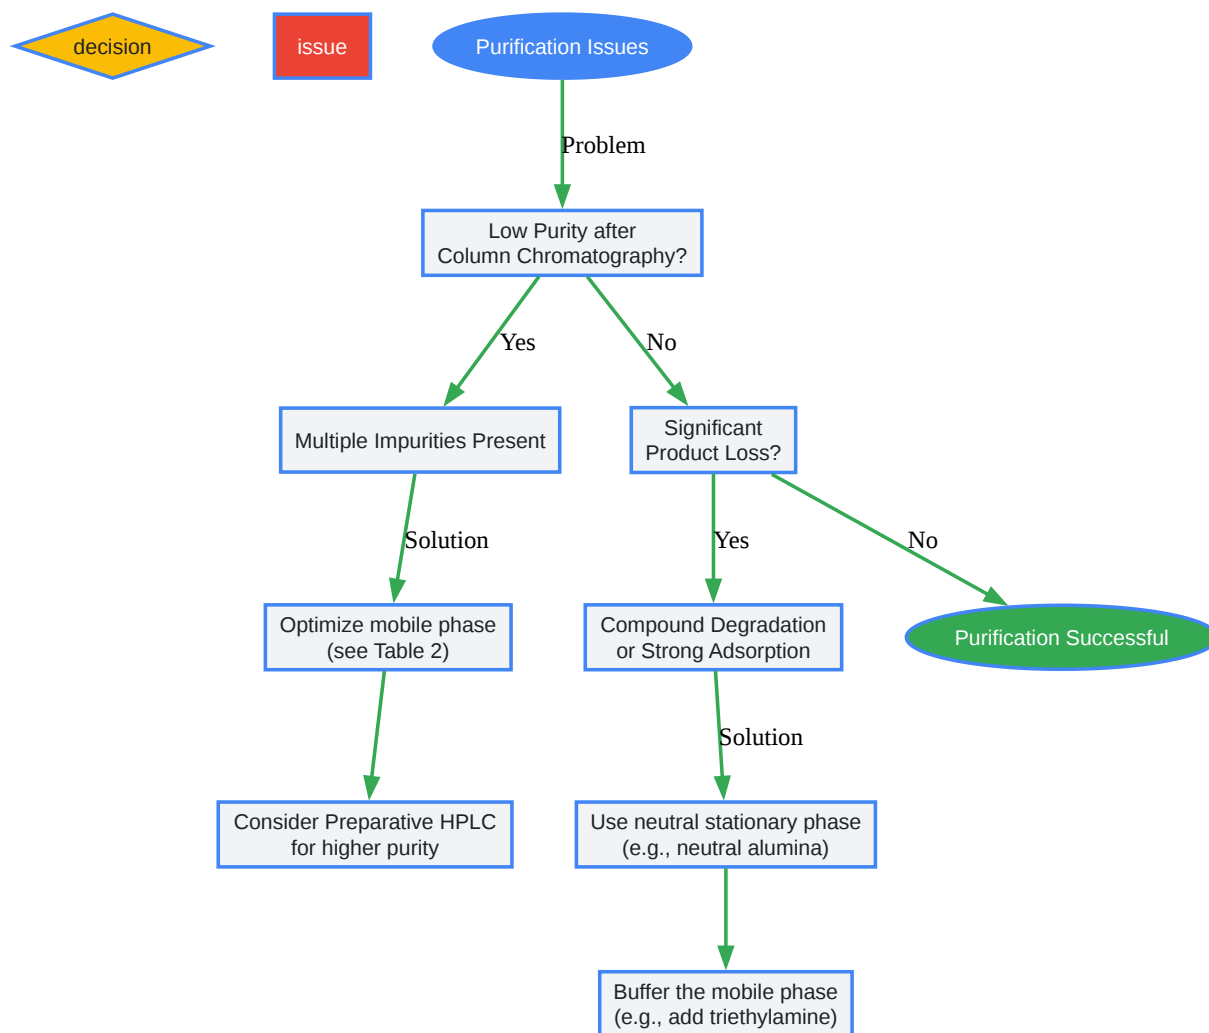 decision
issue
Purification Issues
Problem
Low Purity after
Column Chromatography?
Yes
No
Multiple Impurities Present
Significant
Product Loss?
Solution
Yes
No
Optimize mobile phase
(see Table 2)
Compound Degradation
or Strong Adsorption
Purification Successful
Solution
Consider Preparative HPLC
for higher purity
Use neutral stationary phase
(e.g., neutral alumina)
Buffer the mobile phase
(e.g., add triethylamine)